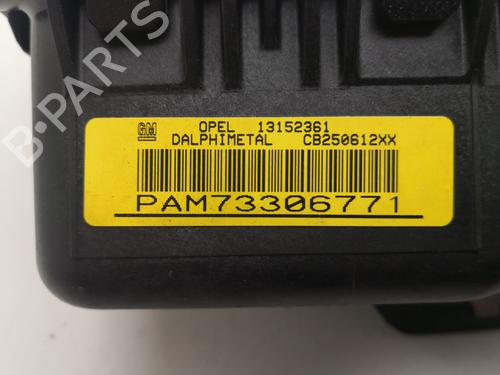 B-PARTS
GM OPEL 13152361
DALPHIMETAL CB250612XX
PAM73306771